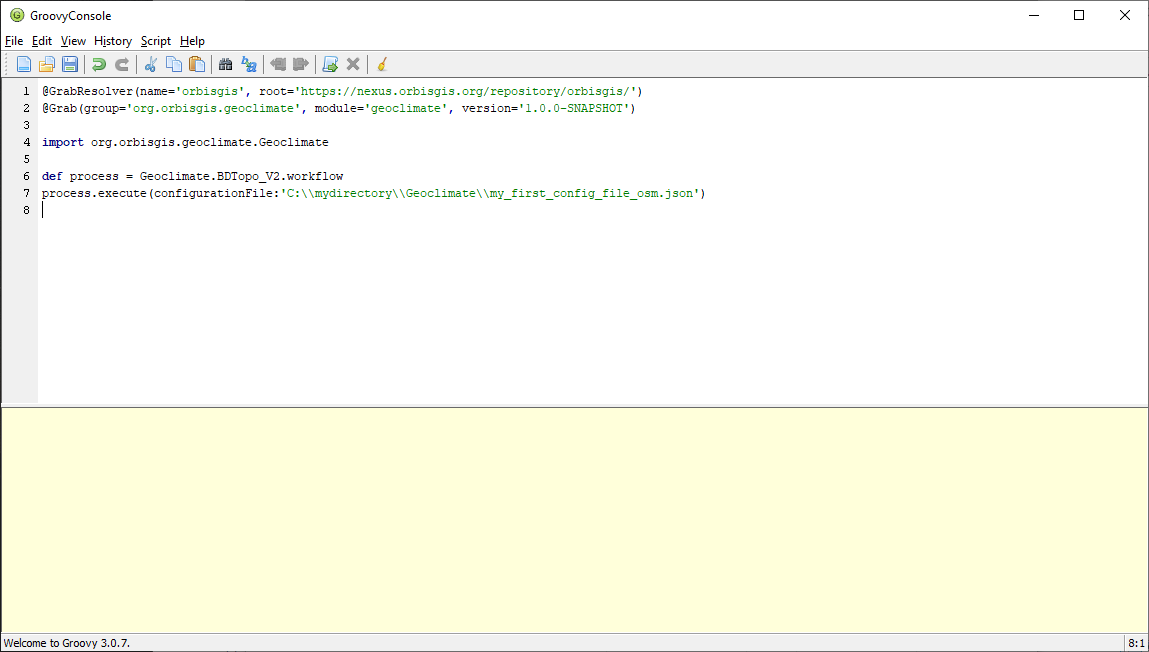 GroovyConsole
File Edit View History Script Help
1 @GrabResolver(name='orbisgis', root='https://nexus.orbisgis.org/repository/orbisgis/')
2 @Grab(group='org.orbisgis.geoclimate', module='geoclimate', version='1.0.0-SNAPSHOT')
3
4 import org.orbisgis.geoclimate.Geoclimate
5
6 def process = Geoclimate.BDTopo_V2.workflow
7 process.execute(configurationFile:'C:\\mydirectory\\Geoclimate\\my_first_config_file_osm.json')
8
Welcome to Groovy 3.0.7. 8:1